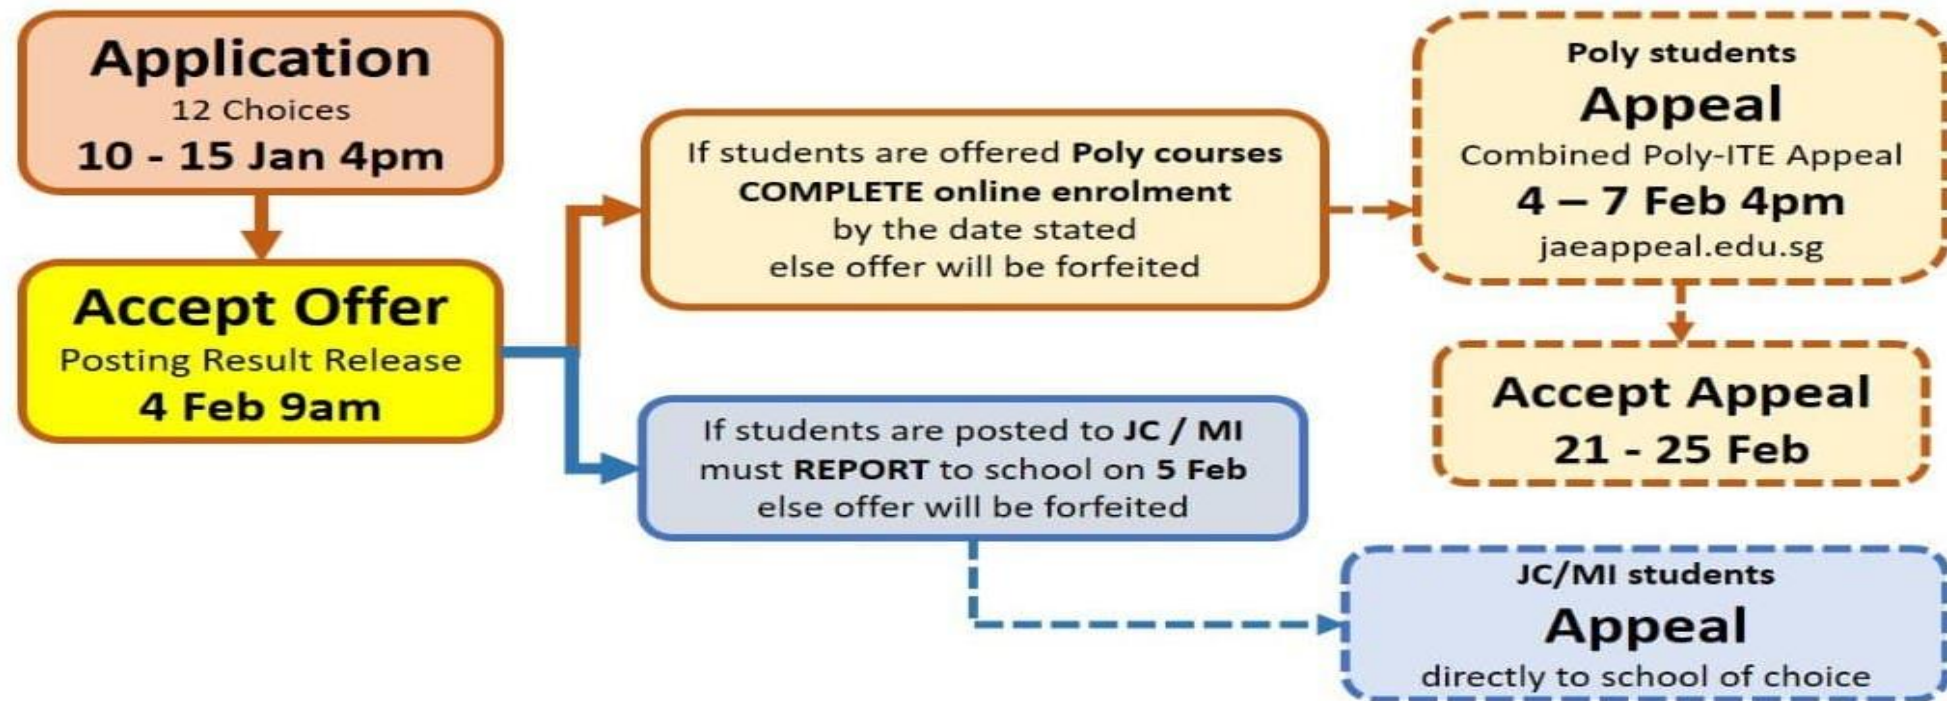 Application
12 Choices
10 - 15 Jan 4pm
Accept Offer
Posting Result Release
4 Feb 9am
If students are offered Poly courses
COMPLETE online enrolment
by the date stated
else offer will be forfeited
Poly students
Appeal
Combined Poly-ITE Appeal
4 – 7 Feb 4pm
jaeappeal.edu.sg
Accept Appeal
21 - 25 Feb
If students are posted to JC / MI
must REPORT to school on 5 Feb
else offer will be forfeited
JC/MI students
Appeal
directly to school of choice